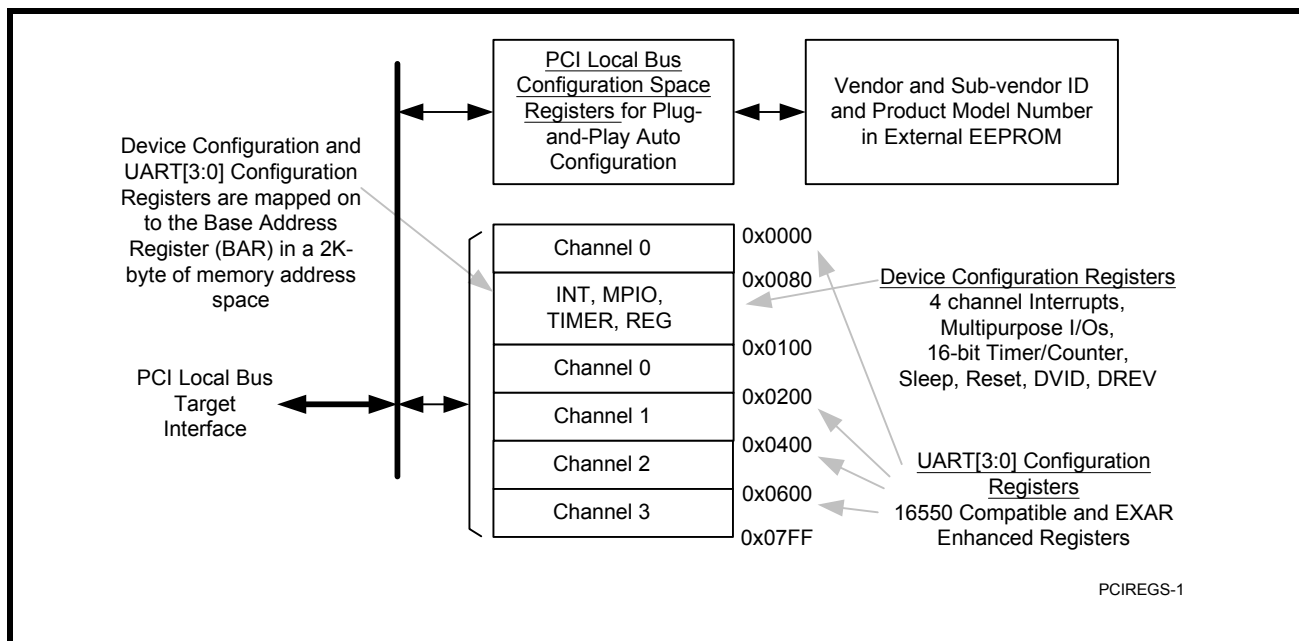 PCI Local Bus
Configuration Space
Registers for Plug-
and-Play Auto
Configuration
Vendor and Sub-vendor ID
and Product Model Number
in External EEPROM
Device Configuration and
UART[3:0] Configuration
Registers are mapped on
to the Base Address
Register (BAR) in a 2K-
byte of memory address
space
PCI Local Bus
Target
Interface
Channel 0
INT, MPIO,
TIMER, REG
Channel 0
Channel 1
Channel 2
Channel 3
0x0000
0x0080
0x0100
0x0200
0x0400
0x0600
0x07FF
Device Configuration Registers
4 channel Interrupts,
Multipurpose I/Os,
16-bit Timer/Counter,
Sleep, Reset, DVID, DREV
UART[3:0] Configuration
Registers
16550 Compatible and EXAR
Enhanced Registers
PCIREGS-1